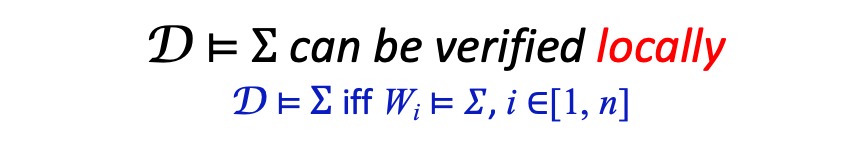 𝒟 ⊨ Σ can be verified locally
𝒟 ⊨ Σ iff Wᵢ ⊨ Σ, i ∈[1, n]